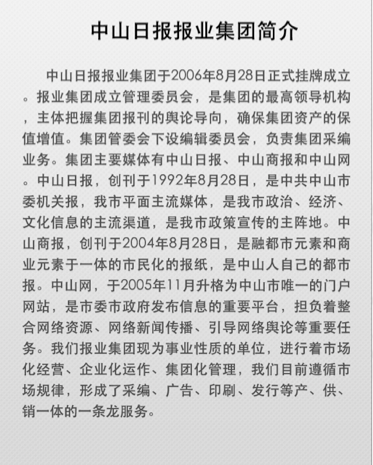 中山日报报业集团简介
中山日报报业集团于2006年8月28日正式挂牌成立
。报业集团成立管理委员会，是集团的最高领导机构
，主体把握集团报刊的舆论导向，确保集团资产的保
值增值。集团管委会下设编辑委员会，负责集团采编
业务。集团主要媒体有中山日报、中山商报和中山网
。中山日报，创刊于1992年8月28日，是中共中山市
委机关报，我市平面主流媒体，是我市政治、经济、
文化信息的主流渠道，是我市政策宣传的主阵地。中
山商报，创刊于2004年8月28日，是融都市元素和商
业元素于一体的市民化的报纸，是中山人自己的都市
报。中山网，于2005年11月升格为中山市唯一的门户
网站，是市委市政府发布信息的重要平台，担负着整
合网络资源、网络新闻传播、引导网络舆论等重要任
务。我们报业集团现为事业性质的单位，进行着市场
化经营、企业化运作、集团化管理，我们目前遵循市
场规律，形成了采编、广告、印刷、发行等产、供、
销一体的一条龙服务。